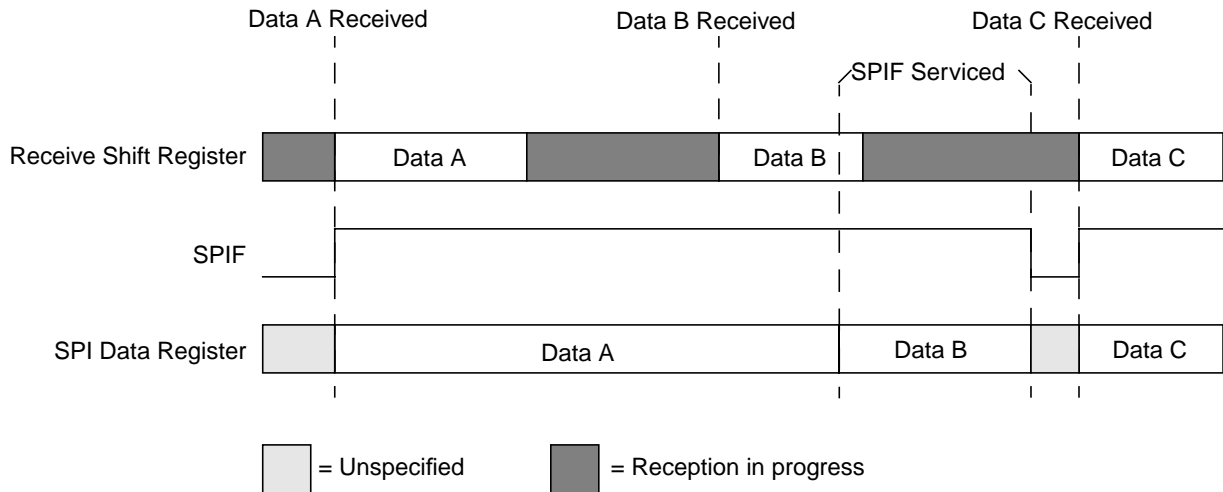 Data A Received
Data B Received
Data C Received
SPIF Serviced
Receive Shift Register
Data A
Data B
Data C
SPIF
SPI Data Register
Data A
Data B
Data C
= Unspecified
= Reception in progress